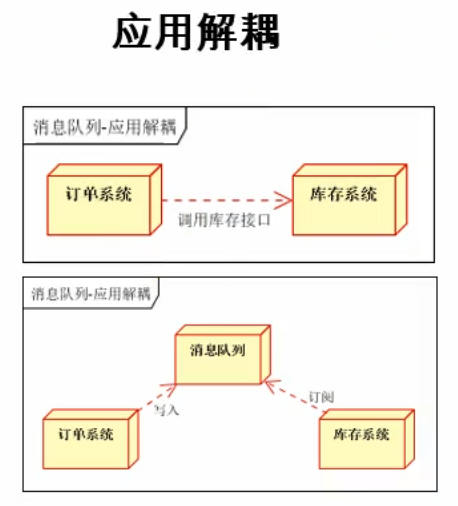 应用解耦
消息队列-应用解耦
订单系统
库存系统
调用库存接口
消息队列-应用解耦
消息队列
写入
订阅
订单系统
库存系统